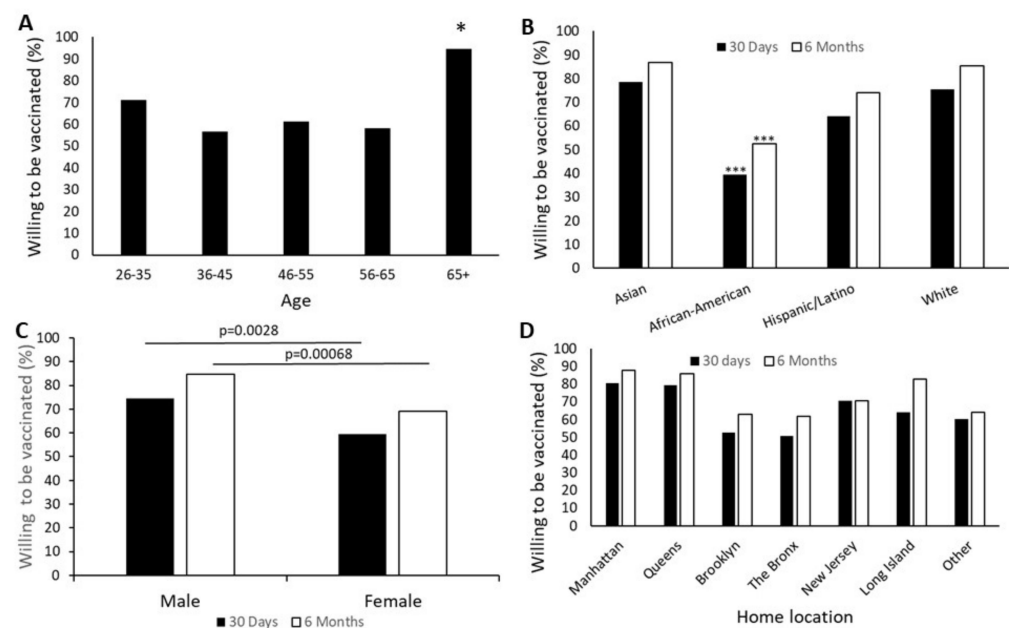 A
*
Willing to be vaccinated (%)
100
90
80
70
60
50
40
30
20
10
0
26-35 36-45 46-55 56-65 65+
Age
B
30 Days 6 Months
Willing to be vaccinated (%)
100
90
80
70
60
50
40
30
20
10
0
***
***
Asian African-American Hispanic/Latino White
C
p=0.0028
p=0.00068
Willing to be vaccinated (%)
100
90
80
70
60
50
40
30
20
10
0
Male Female
30 Days 6 Months
D
30 days 6 Months
Willing to be vaccinated (%)
100
90
80
70
60
50
40
30
20
10
0
Manhattan Queens Brooklyn The Bronx New Jersey Long Island Other
Home location